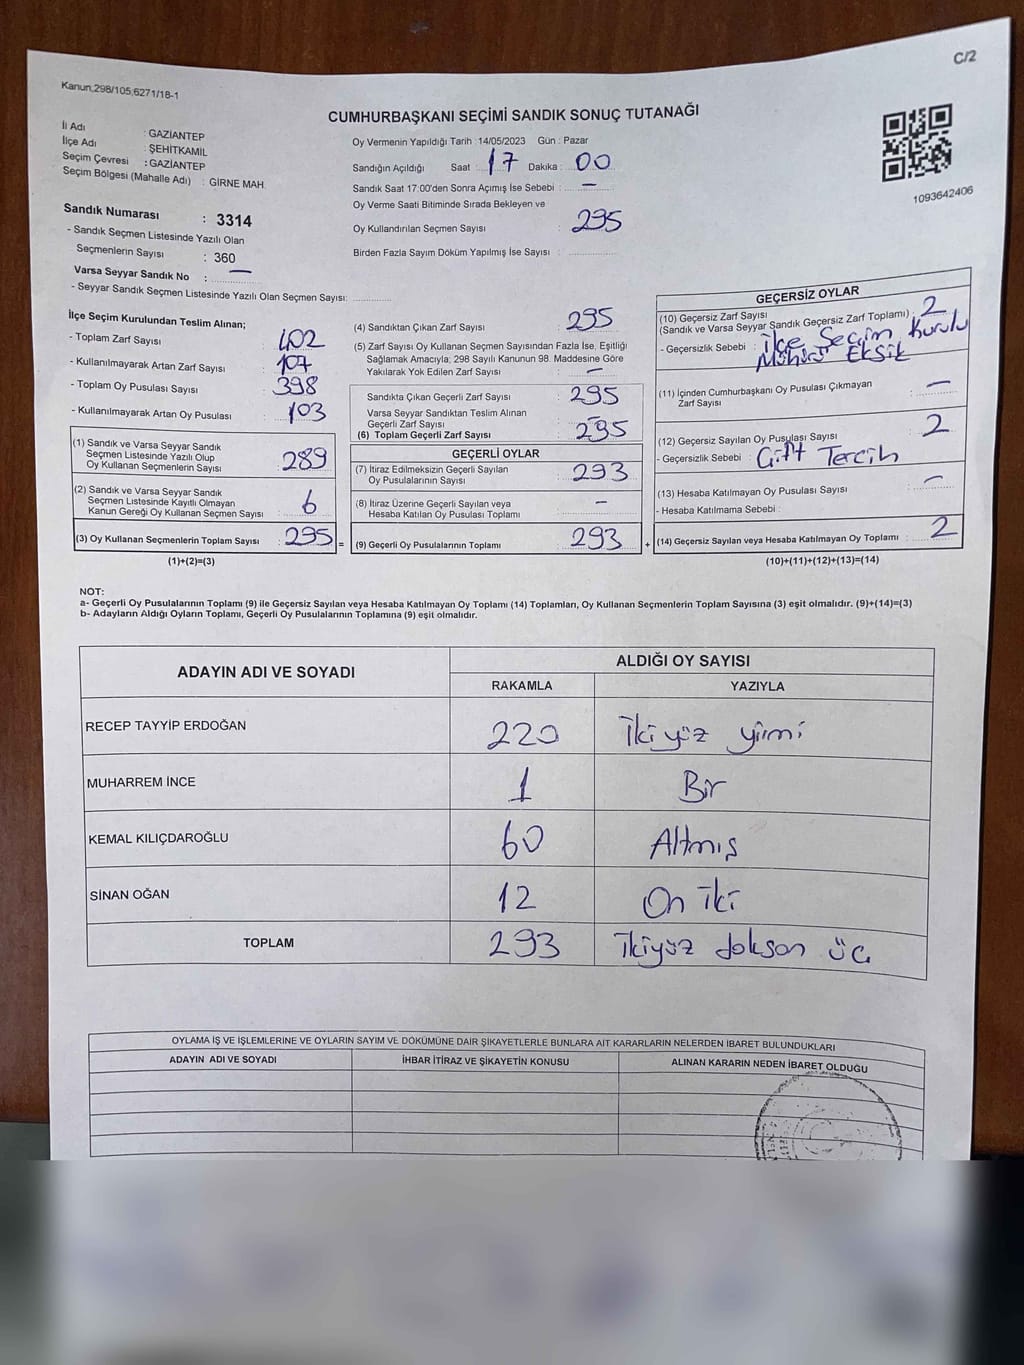 C/2
Kanun,298/105,6271/18-1
CUMHURBAŞKANI SEÇİMİ SANDIK SONUÇ TUTANAĞI
İl Adı : GAZİANTEP
İlçe Adı : ŞEHİTKAMİL
Seçim Çevresi : GAZİANTEP
Seçim Bölgesi (Mahalle Adı) : GİRNE MAH.
Oy Vermenin Yapıldığı Tarih : 14/05/2023 Gün : Pazar
Sandığın Açıldığı Saat : 17 Dakika : 00
Sandık Saat 17:00'den Sonra Açımış İse Sebebi : -
Oy Verme Saati Bitiminde Sırada Bekleyen ve
Oy Kullandırılan Seçmen Sayısı : 295
Birden Fazla Sayım Döküm Yapılmış İse Sayısı :
1093642406
Sandık Numarası : 3314
- Sandık Seçmen Listesinde Yazılı Olan
Seçmenlerin Sayısı : 360
Varsa Seyyar Sandık No : -
- Seyyar Sandık Seçmen Listesinde Yazılı Olan Seçmen Sayısı:
İlçe Seçim Kurulundan Teslim Alınan;
- Toplam Zarf Sayısı : 402
- Kullanılmayarak Artan Zarf Sayısı : 107
- Toplam Oy Pusulası Sayısı : 398
- Kullanılmayarak Artan Oy Pusulası : 103
(1) Sandık ve Varsa Seyyar Sandık
Seçmen Listesinde Yazılı Olup
Oy Kullanan Seçmenlerin Sayısı : 289
(2) Sandık ve Varsa Seyyar Sandık
Seçmen Listesinde Kayıtlı Olmayan
Kanun Gereği Oy Kullanan Seçmen Sayısı : 6
(3) Oy Kullanan Seçmenlerin Toplam Sayısı : 295 =
(1)+(2)=(3)
(4) Sandıktan Çıkan Zarf Sayısı : 295
(5) Zarf Sayısı Oy Kullanan Seçmen Sayısından Fazla İse, Eşitliği
Sağlamak Amacıyla; 298 Sayılı Kanunun 98. Maddesine Göre
Yakılarak Yok Edilen Zarf Sayısı : -
Sandıkta Çıkan Geçerli Zarf Sayısı : 295
Varsa Seyyar Sandıktan Teslim Alınan
Geçerli Zarf Sayısı : -
(6) Toplam Geçerli Zarf Sayısı : 295
GEÇERLİ OYLAR
(7) İtiraz Edilmeksizin Geçerli Sayılan
Oy Pusulalarının Sayısı : 293
(8) İtiraz Üzerine Geçerli Sayılan veya
Hesaba Katılan Oy Pusulası Toplamı : -
(9) Geçerli Oy Pusulalarının Toplamı : 293 +
GEÇERSİZ OYLAR
(10) Geçersiz Zarf Sayısı
(Sandık ve Varsa Seyyar Sandık Geçersiz Zarf Toplamı) : 2
- Geçersizlik Sebebi : İlçe Seçim Kurulu
Mührü Eksik
(11) İçinden Cumhurbaşkanı Oy Pusulası Çıkmayan
Zarf Sayısı : -
(12) Geçersiz Sayılan Oy Pusulası Sayısı : 2
- Geçersizlik Sebebi : Çift Tercih
(13) Hesaba Katılmayan Oy Pusulası Sayısı : -
- Hesaba Katılmama Sebebi :
(14) Geçersiz Sayılan veya Hesaba Katılmayan Oy Toplamı : 2
(10)+(11)+(12)+(13)=(14)
NOT:
a- Geçerli Oy Pusulalarının Toplamı (9) ile Geçersiz Sayılan veya Hesaba Katılmayan Oy Toplamı (14) Toplamları, Oy Kullanan Seçmenlerin Toplam Sayısına (3) eşit olmalıdır. (9)+(14)=(3)
b- Adayların Aldığı Oyların Toplamı, Geçerli Oy Pusulalarının Toplamına (9) eşit olmalıdır.
ADAYIN ADI VE SOYADI ALDIĞI OY SAYISI
RAKAMLA YAZIYLA
RECEP TAYYİP ERDOĞAN 220 İkiyüz yirmi
MUHARREM İNCE 1 Bir
KEMAL KILIÇDAROĞLU 60 Altmış
SİNAN OĞAN 12 On iki
TOPLAM 293 İkiyüz doksan üç
OYLAMA İŞ VE İŞLEMLERİNE VE OYLARIN SAYIM VE DÖKÜMÜNE DAİR ŞİKAYETLERLE BUNLARA AİT KARARLARIN NELERDEN İBARET BULUNDUKLARI
ADAYIN ADI VE SOYADI İHBAR İTİRAZ VE ŞİKAYETİN KONUSU ALINAN KARARIN NEDEN İBARET OLDUĞU